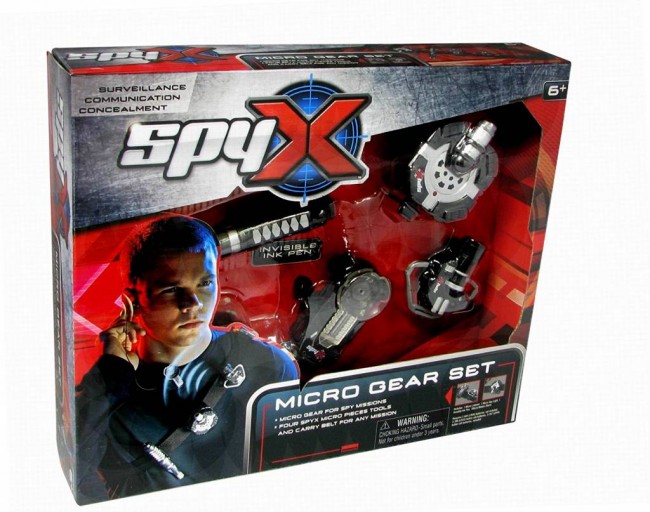 MICRO GEAR SET
6+
SURVEILLANCE
COMMUNICATION
CONCEALMENT
spyX
INVISIBLE
INK PEN
MICRO GEAR SET
• MICRO GEAR FOR SPY MISSIONS
• FOUR SPYX MICRO PIECES TOOLS
AND CARRY BELT FOR ANY MISSION
WARNING:
CHOKING HAZARD- Small parts.
Not for children under 3 years.